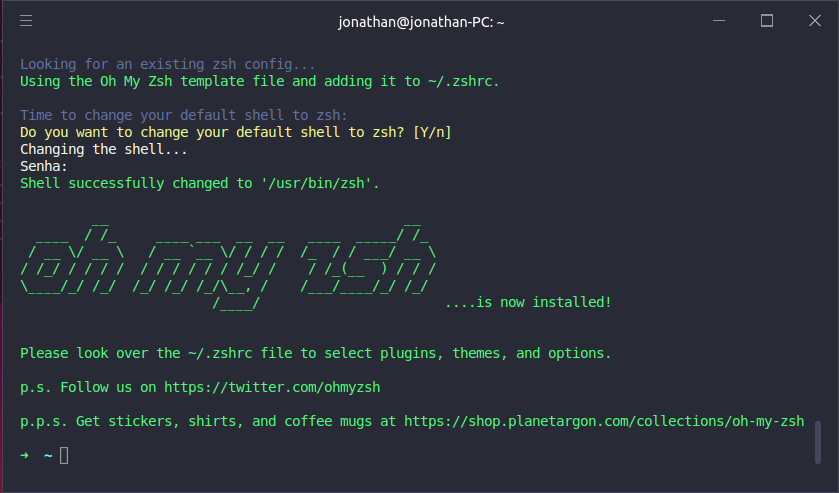 jonathan@jonathan-PC: ~
Looking for an existing zsh config...
Using the Oh My Zsh template file and adding it to ~/.zshrc.
Time to change your default shell to zsh:
Do you want to change your default shell to zsh? [Y/n]
Changing the shell...
Senha:
Shell successfully changed to '/usr/bin/zsh'.
oh my zsh
....is now installed!
Please look over the ~/.zshrc file to select plugins, themes, and options.
p.s. Follow us on https://twitter.com/ohmyzsh
p.p.s. Get stickers, shirts, and coffee mugs at https://shop.planetargon.com/collections/oh-my-zsh
➜ ~